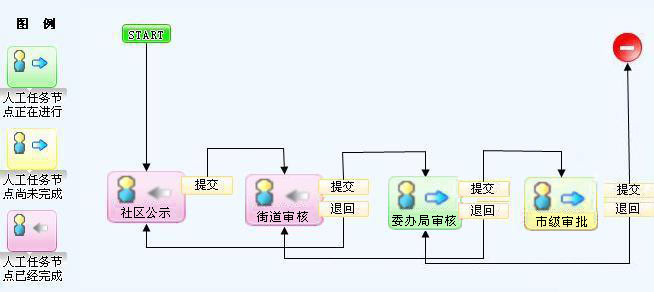 图 例
START
人工任务节
点正在进行
人工任务节
点尚未完成
人工任务节
点已经完成
社区公示
提交
街道审核
提交
退回
委办局审核
提交
退回
市级审批
提交
退回